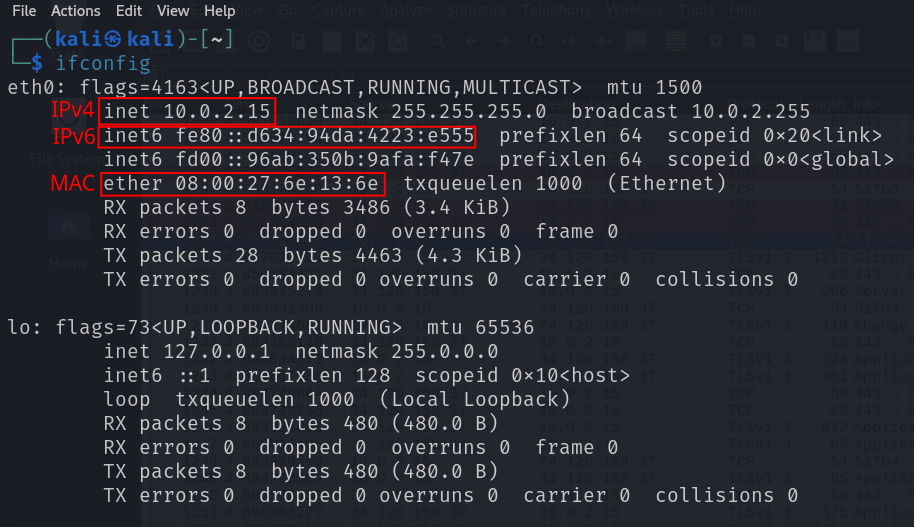 File Actions Edit View Help
(kali㉿kali)-[~]
$ ifconfig
eth0: flags=4163<UP,BROADCAST,RUNNING,MULTICAST> mtu 1500
IPv4 inet 10.0.2.15 netmask 255.255.255.0 broadcast 10.0.2.255
IPv6 inet6 fe80::d634:94da:4223:e555 prefixlen 64 scopeid 0×20<link>
inet6 fd00::96ab:350b:9afa:f47e prefixlen 64 scopeid 0×0<global>
MAC ether 08:00:27:6e:13:6e txqueuelen 1000 (Ethernet)
RX packets 8 bytes 3486 (3.4 KiB)
RX errors 0 dropped 0 overruns 0 frame 0
TX packets 28 bytes 4463 (4.3 KiB)
TX errors 0 dropped 0 overruns 0 carrier 0 collisions 0
lo: flags=73<UP,LOOPBACK,RUNNING> mtu 65536
inet 127.0.0.1 netmask 255.0.0.0
inet6 ::1 prefixlen 128 scopeid 0×10<host>
loop txqueuelen 1000 (Local Loopback)
RX packets 8 bytes 480 (480.0 B)
RX errors 0 dropped 0 overruns 0 frame 0
TX packets 8 bytes 480 (480.0 B)
TX errors 0 dropped 0 overruns 0 carrier 0 collisions 0